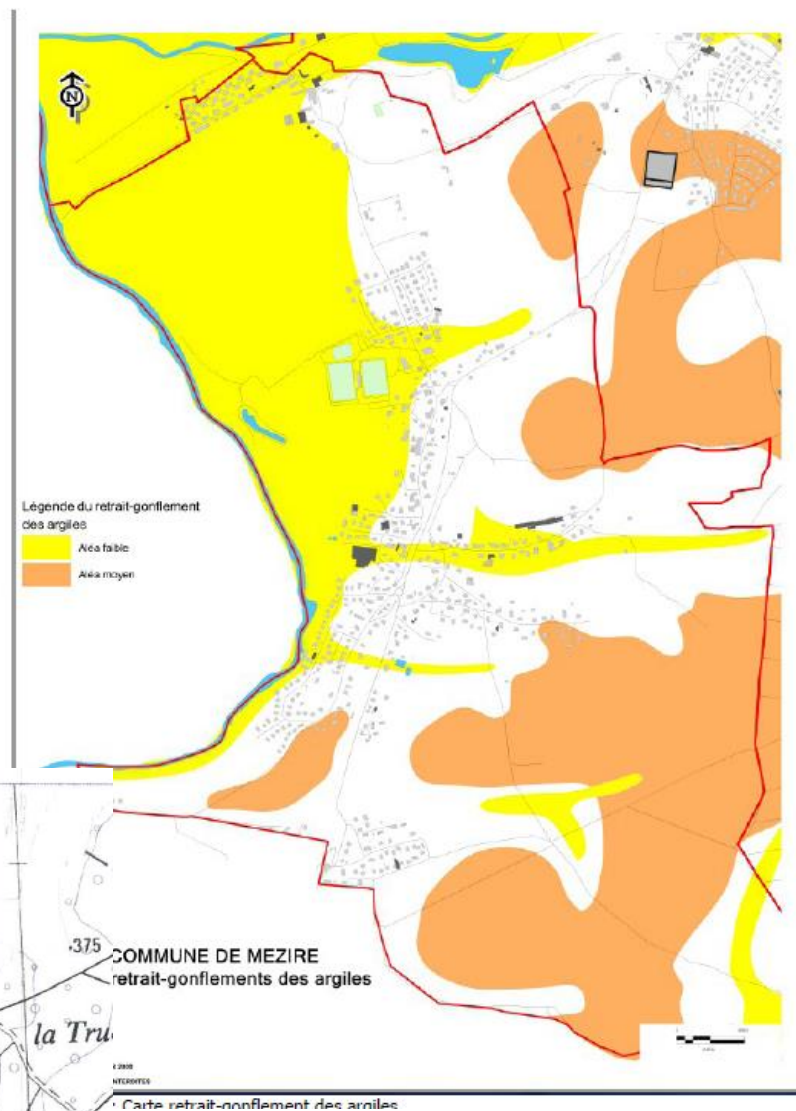 N
Légende du retrait-gonflement
des argiles
Aléa faible
Aléa moyen
375
COMMUNE DE MEZIRE
retrait-gonflements des argiles
la Tru
: Carte retrait-gonflement des argiles